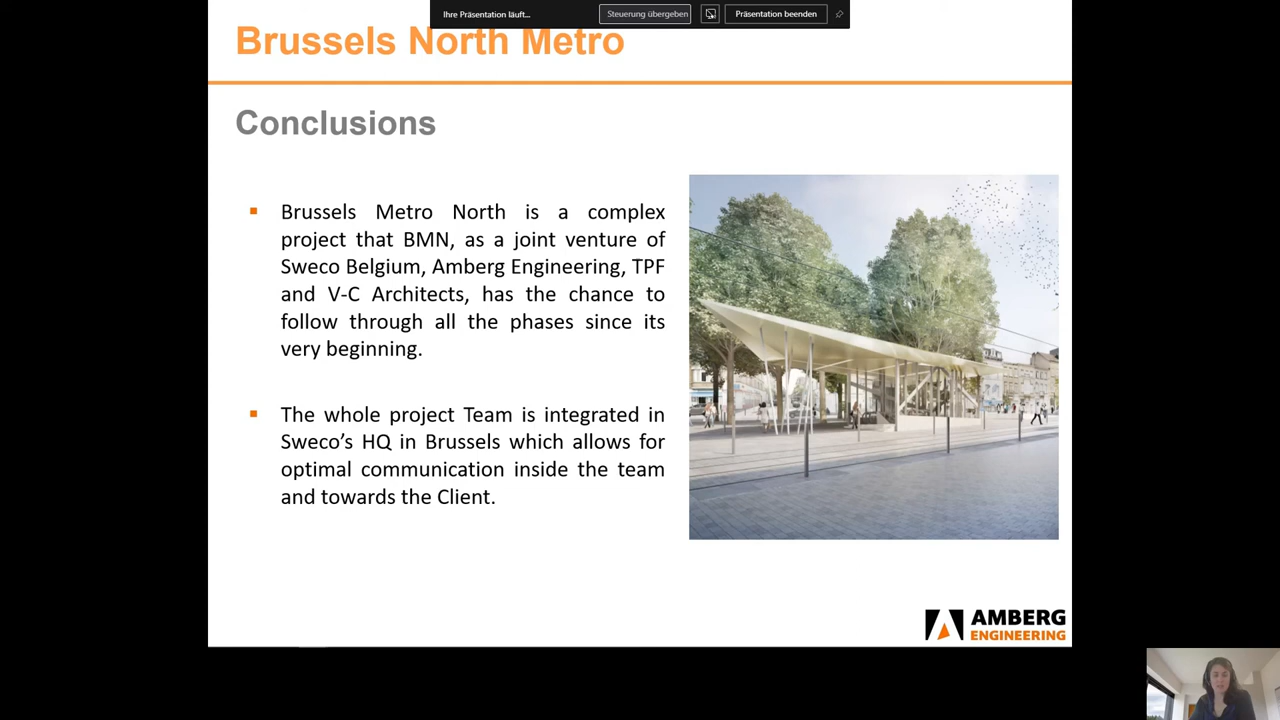 Ihre Präsentation läuft...
Steuerung übergeben
Präsentation beenden
Brussels North Metro
Conclusions
Brussels Metro North is a complex
project that BMN, as a joint venture of
Sweco Belgium, Amberg Engineering, TPF
and V-C Architects, has the chance to
follow through all the phases since its
very beginning.
The whole project Team is integrated in
Sweco’s HQ in Brussels which allows for
optimal communication inside the team
and towards the Client.
AMBERG
ENGINEERING